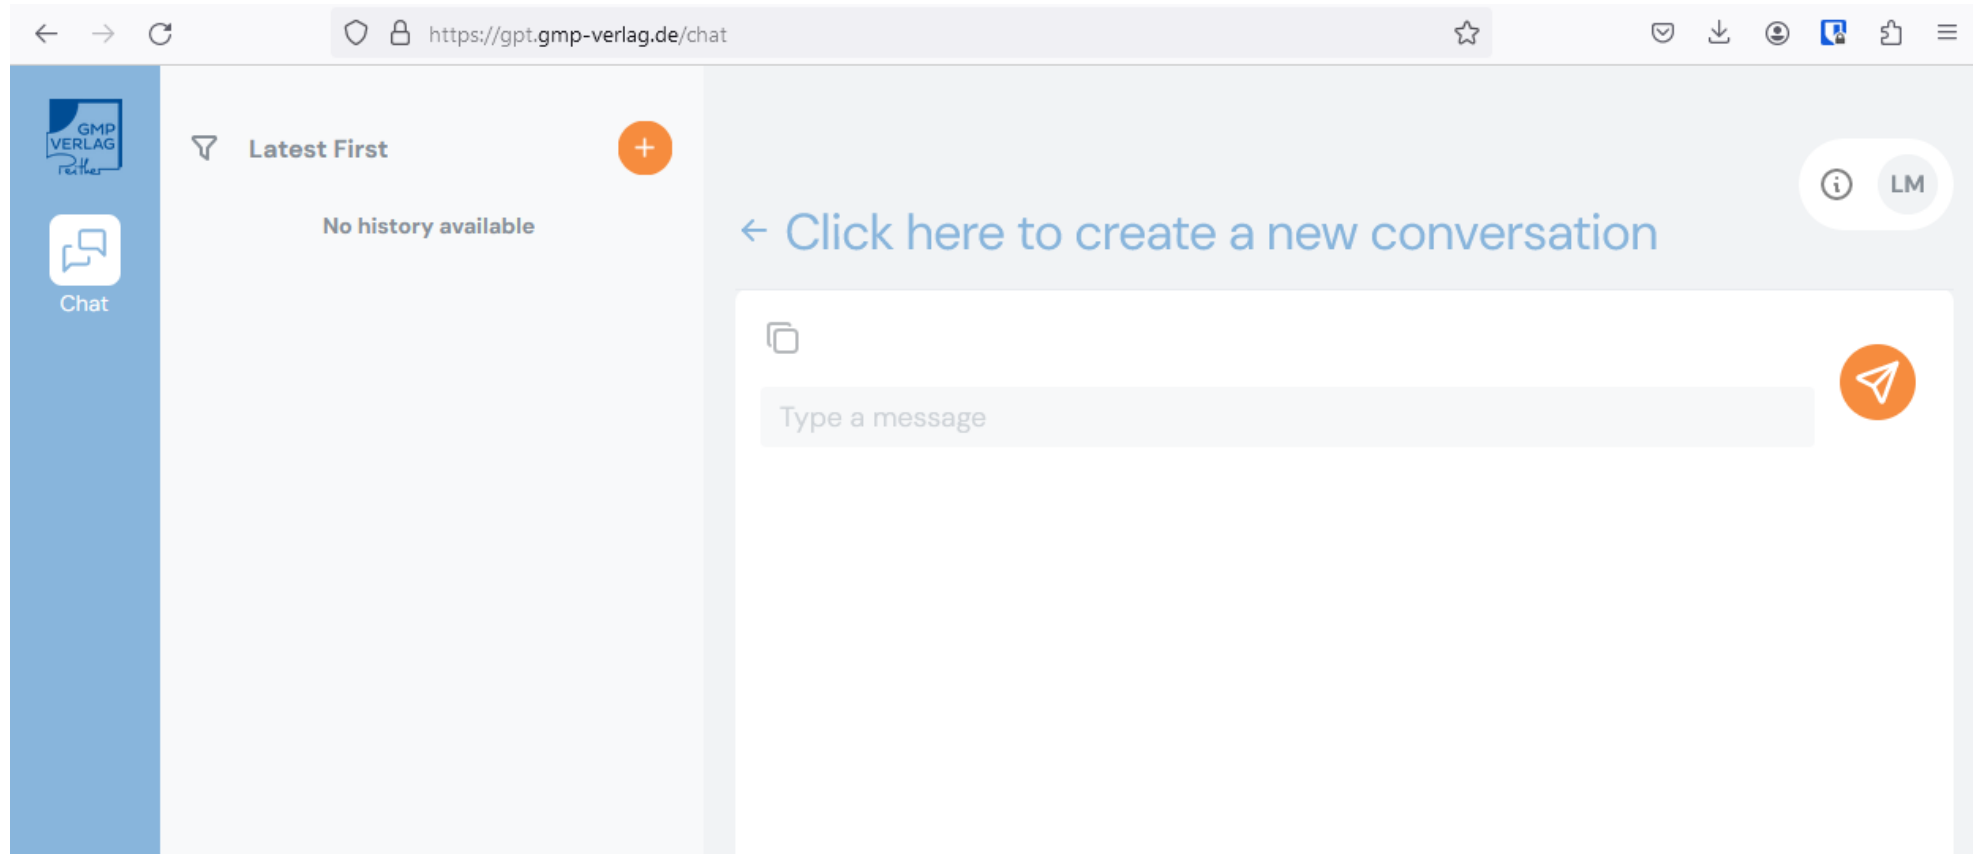 https://gpt.gmp-verlag.de/chat
GMP
VERLAG
Peither
Chat
Latest First
No history available
LM
← Click here to create a new conversation
Type a message